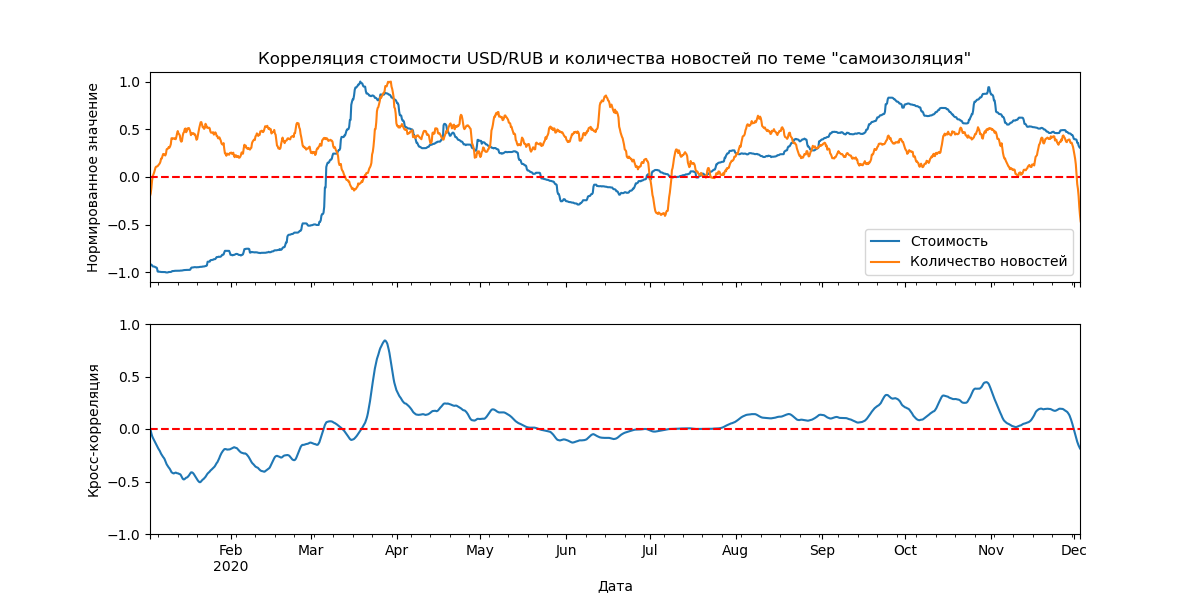 Корреляция стоимости USD/RUB и количества новостей по теме "самоизоляция"
Нормированное значение
1.0
0.5
0.0
−0.5
−1.0
Стоимость
Количество новостей
Кросс-корреляция
1.0
0.5
0.0
−0.5
−1.0
Feb Mar Apr May Jun Jul Aug Sep Oct Nov Dec
2020
Дата